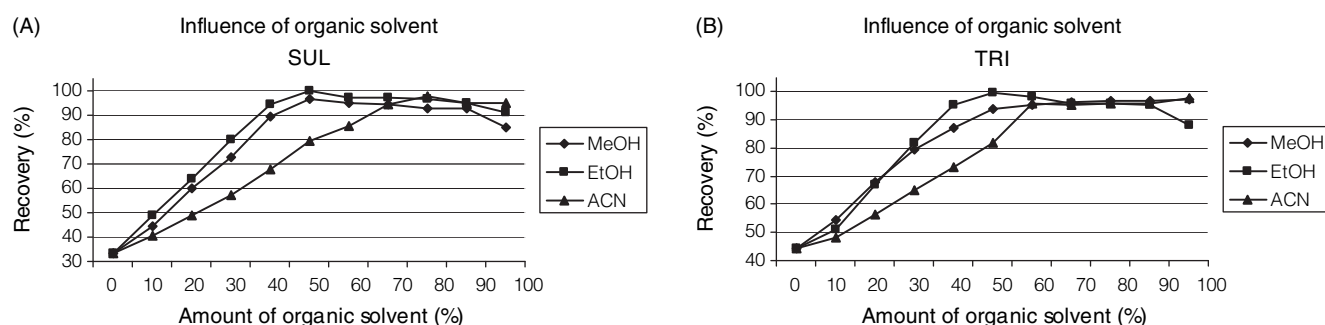 (A)
Influence of organic solvent
SUL
Recovery (%)
100
90
80
70
60
50
40
30
0 10 20 30 40 50 60 70 80 90 100
Amount of organic solvent (%)
MeOH
EtOH
ACN
(B)
Influence of organic solvent
TRI
Recovery (%)
100
90
80
70
60
50
40
0 10 20 30 40 50 60 70 80 90 100
Amount of organic solvent (%)
MeOH
EtOH
ACN